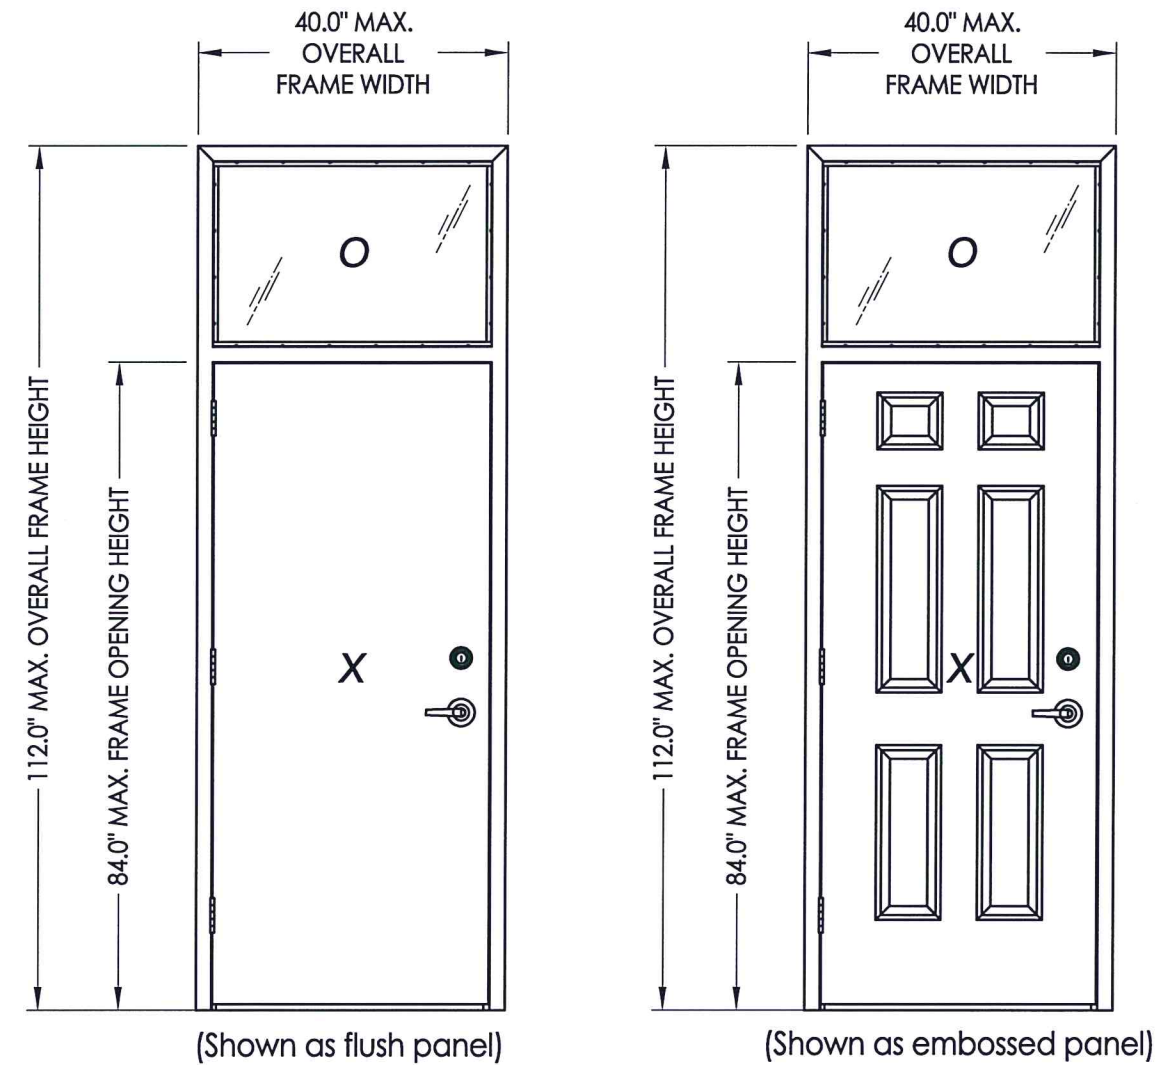 40.0" MAX.
OVERALL
FRAME WIDTH
40.0" MAX.
OVERALL
FRAME WIDTH
O
O
112.0" MAX. OVERALL FRAME HEIGHT
84.0" MAX. FRAME OPENING HEIGHT
112.0" MAX. OVERALL FRAME HEIGHT
84.0" MAX. FRAME OPENING HEIGHT
X
X
(Shown as flush panel)
(Shown as embossed panel)